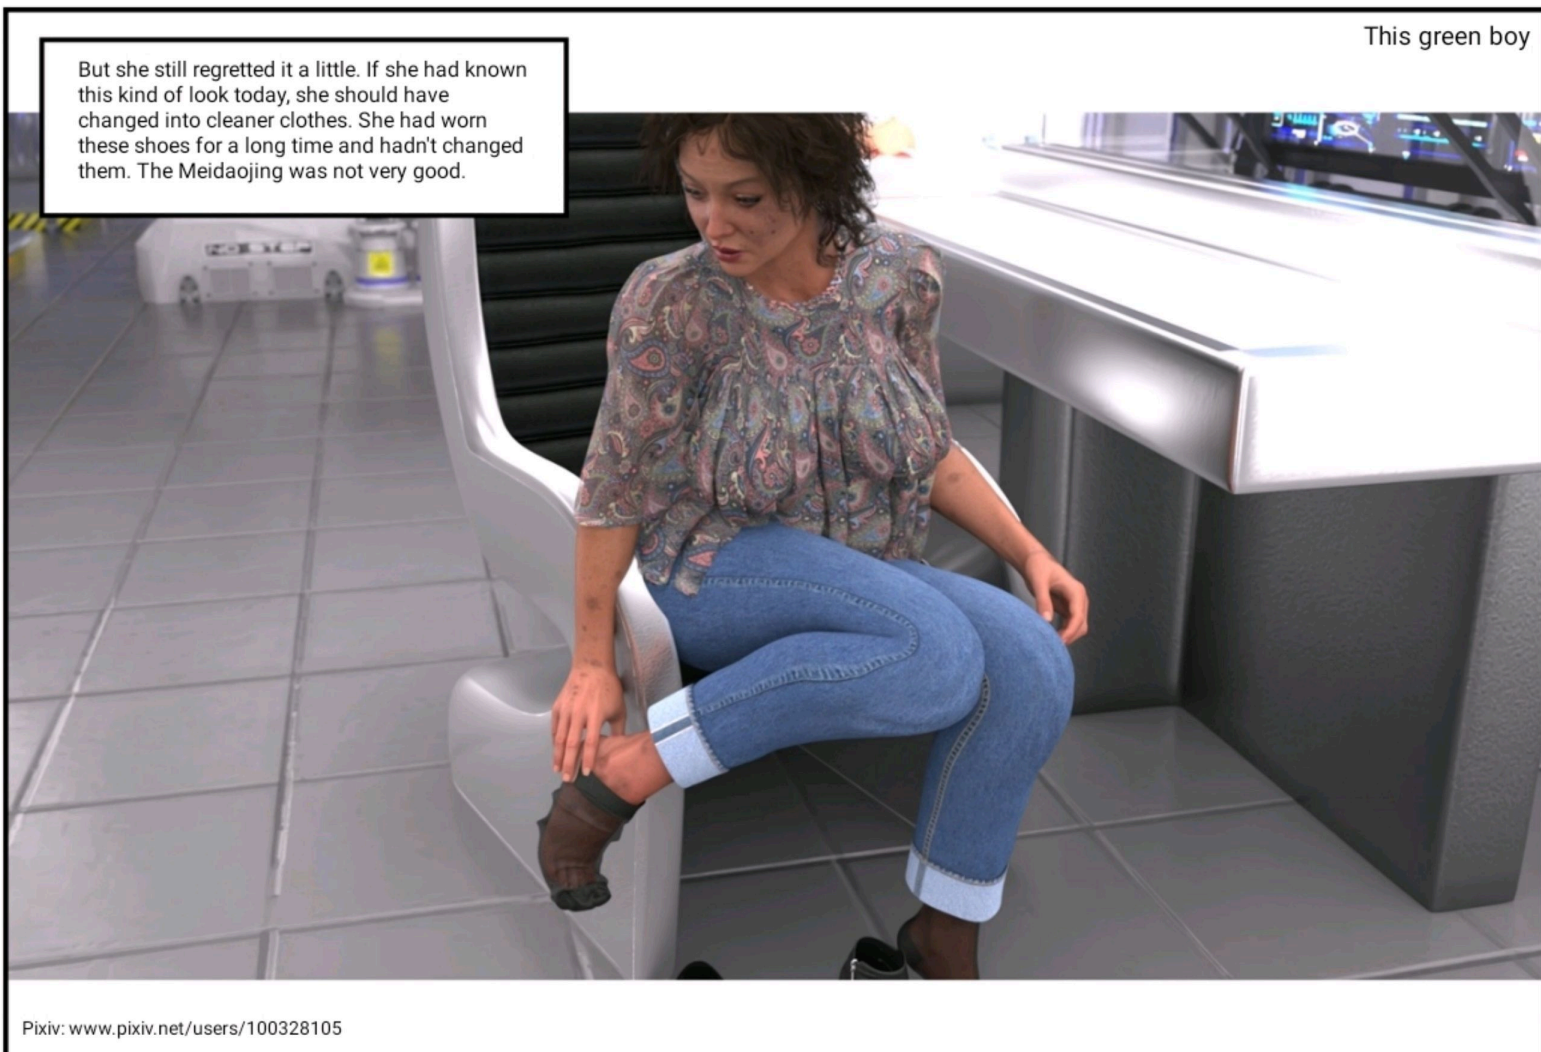 This green boy
But she still regretted it a little. If she had known
this kind of look today, she should have
changed into cleaner clothes. She had worn
these shoes for a long time and hadn't changed
them. The Meidaojing was not very good.
Pixiv: www.pixiv.net/users/100328105